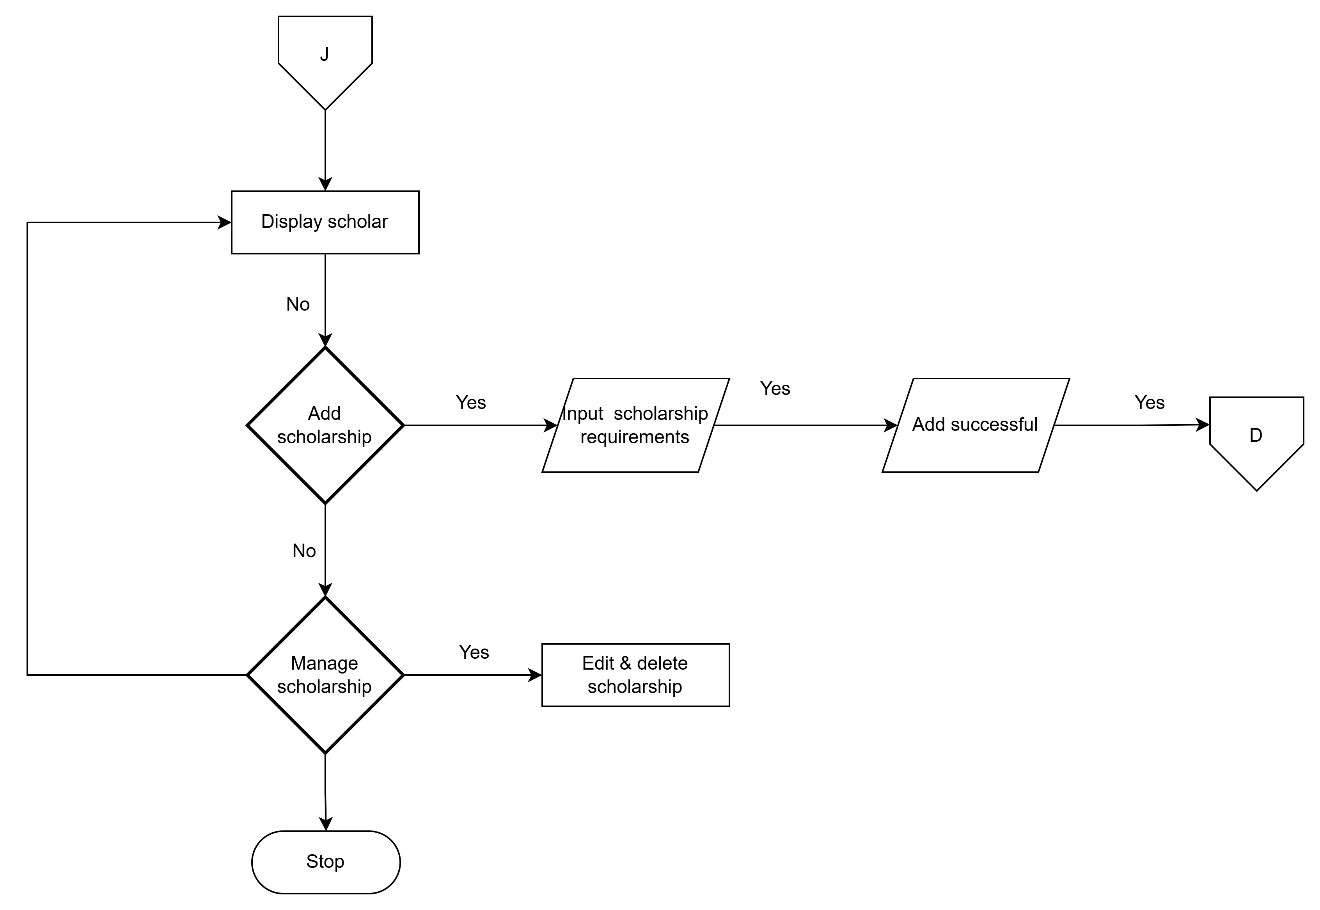 J
Display scholar
No
Add
scholarship
Yes
Input  scholarship
requirements
Yes
Add successful
Yes
D
No
Manage
scholarship
Yes
Edit & delete
scholarship
Stop